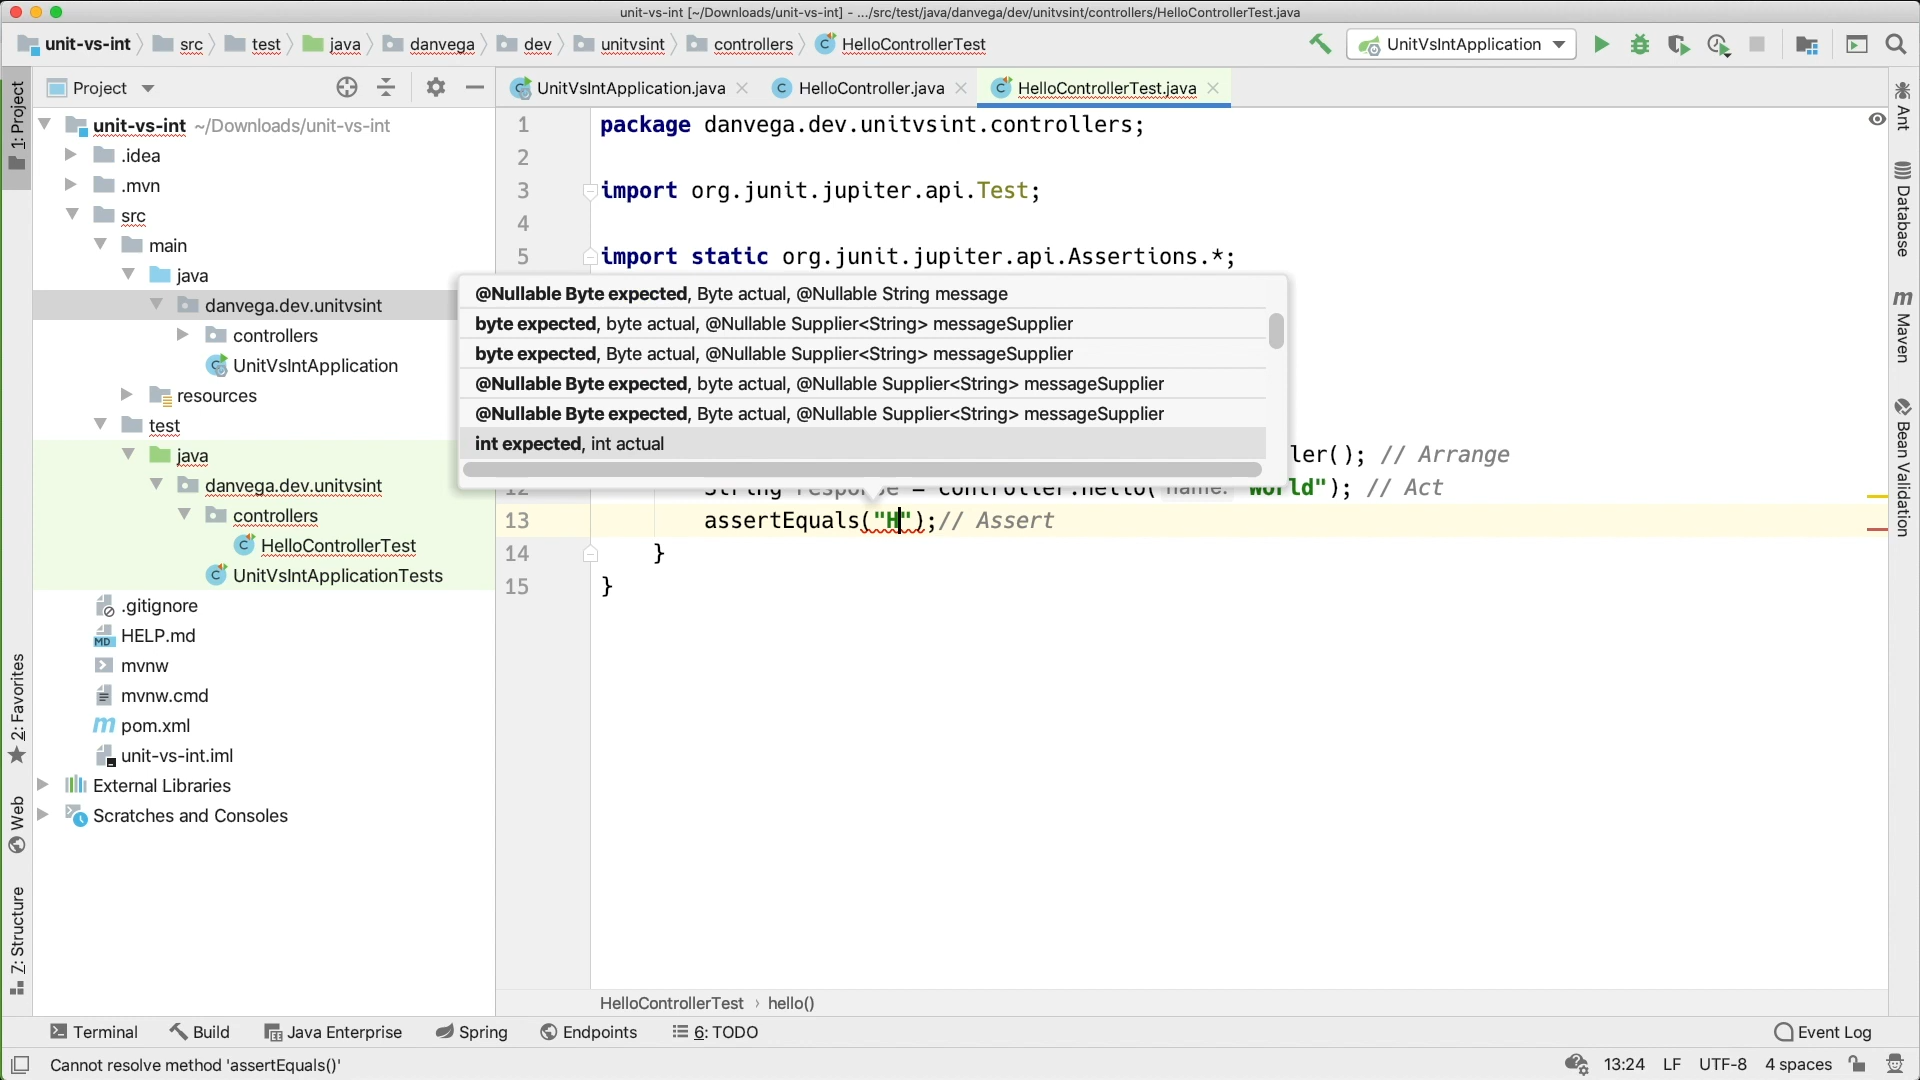 unit-vs-int [~/Downloads/unit-vs-int] - .../src/test/java/danvega/dev/unitvsint/controllers/HelloControllerTest.java
unit-vs-int src test java danvega dev unitvsint controllers HelloControllerTest UnitVsIntApplication
1: Project
2: Favorites
Web
Z: Structure
Project
unit-vs-int ~/Downloads/unit-vs-int
.idea
.mvn
src
main
java
danvega.dev.unitvsint
controllers
UnitVsIntApplication
resources
test
java
danvega.dev.unitvsint
controllers
HelloControllerTest
UnitVsIntApplicationTests
.gitignore
HELP.md
mvnw
mvnw.cmd
pom.xml
unit-vs-int.iml
External Libraries
Scratches and Consoles
UnitVsIntApplication.java HelloController.java HelloControllerTest.java
1 package danvega.dev.unitvsint.controllers;
2
3 import org.junit.jupiter.api.Test;
4
5 import static org.junit.jupiter.api.Assertions.*;
@Nullable Byte expected, Byte actual, @Nullable String message
byte expected, byte actual, @Nullable Supplier<String> messageSupplier
byte expected, Byte actual, @Nullable Supplier<String> messageSupplier
@Nullable Byte expected, byte actual, @Nullable Supplier<String> messageSupplier
@Nullable Byte expected, Byte actual, @Nullable Supplier<String> messageSupplier
int expected, int actual
ler(); // Arrange
12 String response = controller.hello( name: "World"); // Act
13 assertEquals("H");// Assert
14 }
15 }
HelloControllerTest › hello()
Ant
Database
Maven
Bean Validation
Terminal Build Java Enterprise Spring Endpoints 6: TODO Event Log
Cannot resolve method 'assertEquals()' 13:24 LF UTF-8 4 spaces